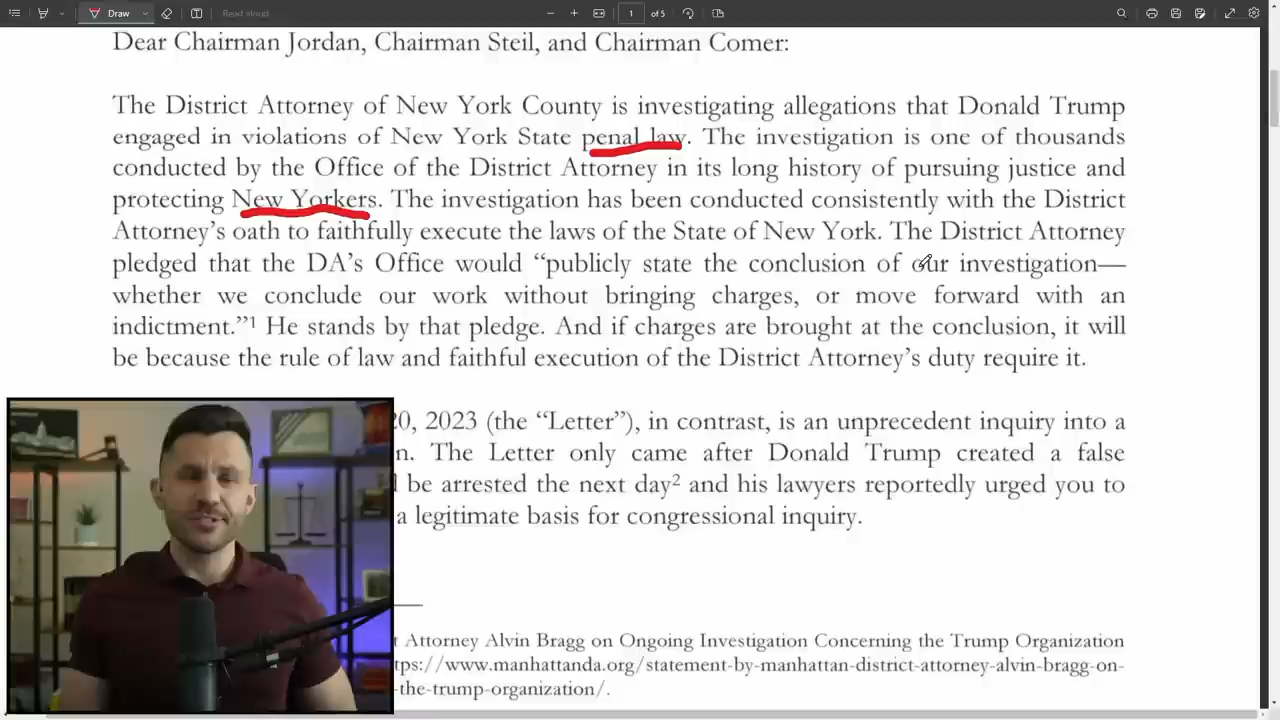 Draw
Read aloud
1 of 5
Dear Chairman Jordan, Chairman Steil, and Chairman Comer:
The District Attorney of New York County is investigating allegations that Donald Trump
engaged in violations of New York State penal law. The investigation is one of thousands
conducted by the Office of the District Attorney in its long history of pursuing justice and
protecting New Yorkers. The investigation has been conducted consistently with the District
Attorney’s oath to faithfully execute the laws of the State of New York. The District Attorney
pledged that the DA’s Office would “publicly state the conclusion of our investigation—
whether we conclude our work without bringing charges, or move forward with an
indictment.”¹ He stands by that pledge. And if charges are brought at the conclusion, it will
be because the rule of law and faithful execution of the District Attorney’s duty require it.
20, 2023 (the “Letter”), in contrast, is an unprecedented inquiry into a
n. The Letter only came after Donald Trump created a false
be arrested the next day² and his lawyers reportedly urged you to
a legitimate basis for congressional inquiry.
t Attorney Alvin Bragg on Ongoing Investigation Concerning the Trump Organization
tps://www.manhattanda.org/statement-by-manhattan-district-attorney-alvin-bragg-on-
-the-trump-organization/.